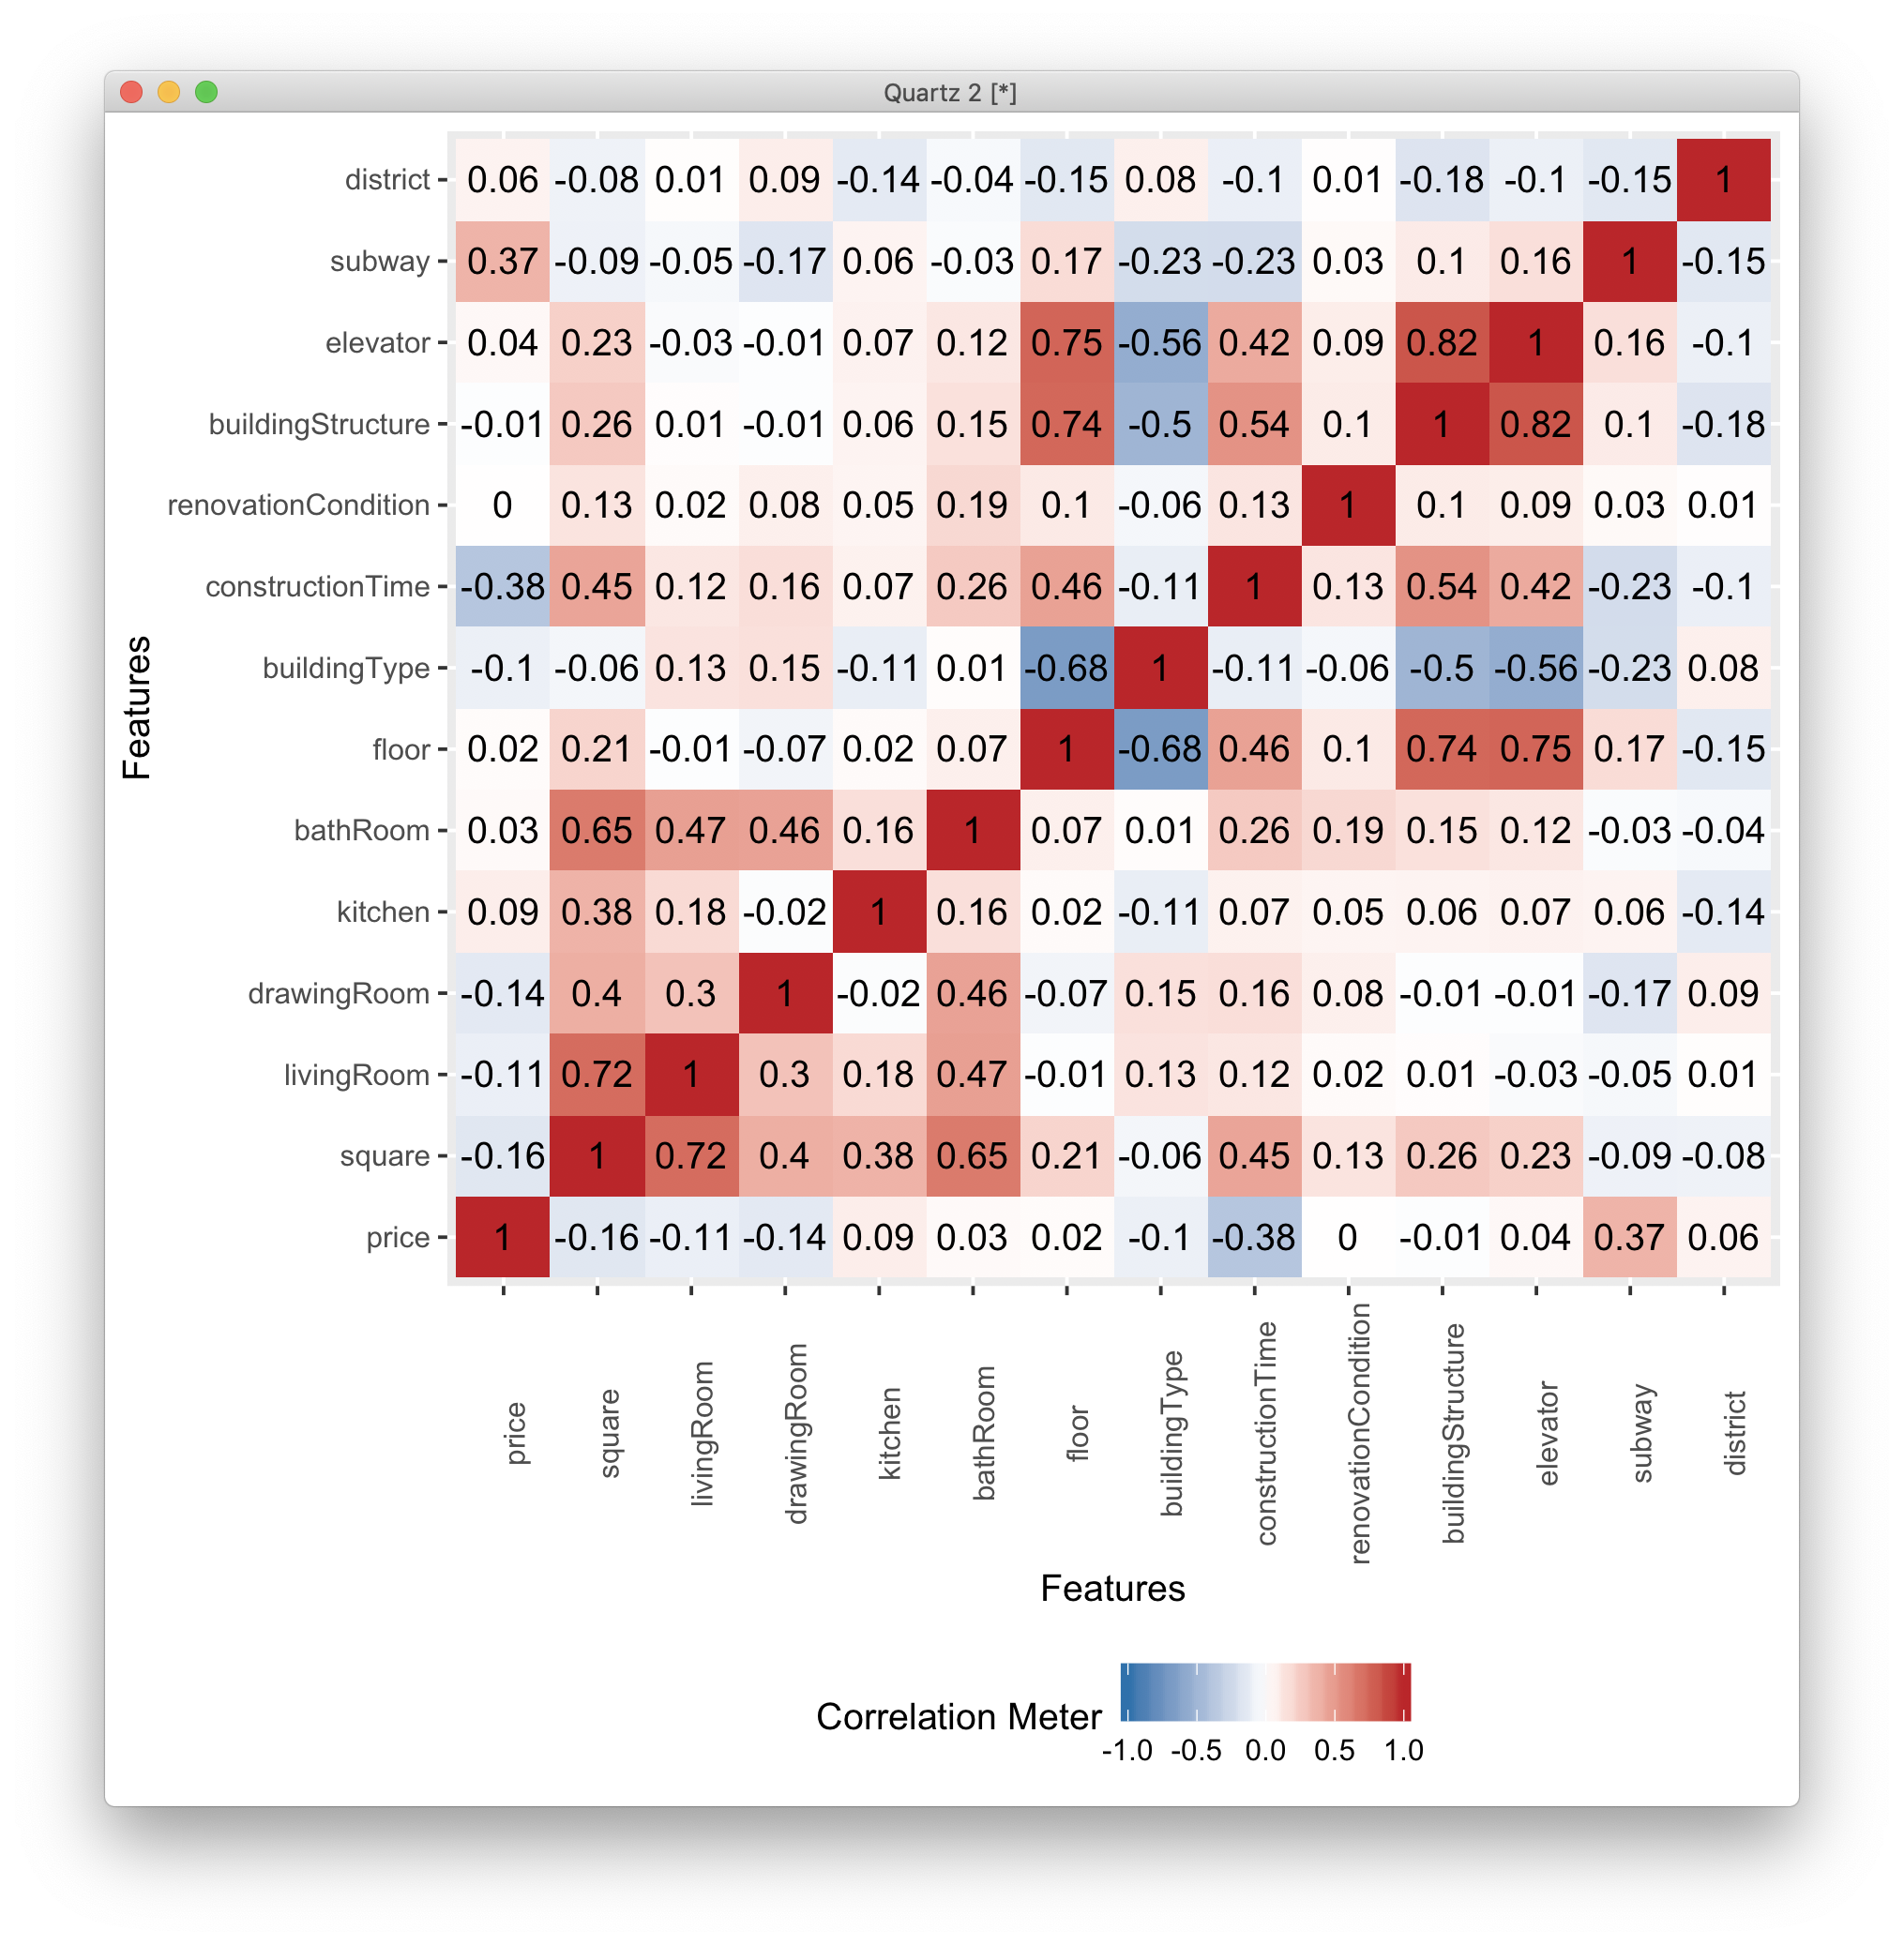 Quartz 2 [*]
district 0.06 -0.08 0.01 0.09 -0.14 -0.04 -0.15 0.08 -0.1 0.01 -0.18 -0.1 -0.15 1
subway 0.37 -0.09 -0.05 -0.17 0.06 -0.03 0.17 -0.23 -0.23 0.03 0.1 0.16 1 -0.15
elevator 0.04 0.23 -0.03 -0.01 0.07 0.12 0.75 -0.56 0.42 0.09 0.82 1 0.16 -0.1
buildingStructure -0.01 0.26 0.01 -0.01 0.06 0.15 0.74 -0.5 0.54 0.1 1 0.82 0.1 -0.18
renovationCondition 0 0.13 0.02 0.08 0.05 0.19 0.1 -0.06 0.13 1 0.1 0.09 0.03 0.01
constructionTime -0.38 0.45 0.12 0.16 0.07 0.26 0.46 -0.11 1 0.13 0.54 0.42 -0.23 -0.1
buildingType -0.1 -0.06 0.13 0.15 -0.11 0.01 -0.68 1 -0.11 -0.06 -0.5 -0.56 -0.23 0.08
floor 0.02 0.21 -0.01 -0.07 0.02 0.07 1 -0.68 0.46 0.1 0.74 0.75 0.17 -0.15
bathRoom 0.03 0.65 0.47 0.46 0.16 1 0.07 0.01 0.26 0.19 0.15 0.12 -0.03 -0.04
kitchen 0.09 0.38 0.18 -0.02 1 0.16 0.02 -0.11 0.07 0.05 0.06 0.07 0.06 -0.14
drawingRoom -0.14 0.4 0.3 1 -0.02 0.46 -0.07 0.15 0.16 0.08 -0.01 -0.01 -0.17 0.09
livingRoom -0.11 0.72 1 0.3 0.18 0.47 -0.01 0.13 0.12 0.02 0.01 -0.03 -0.05 0.01
square -0.16 1 0.72 0.4 0.38 0.65 0.21 -0.06 0.45 0.13 0.26 0.23 -0.09 -0.08
price 1 -0.16 -0.11 -0.14 0.09 0.03 0.02 -0.1 -0.38 0 -0.01 0.04 0.37 0.06
Features
price
square
livingRoom
drawingRoom
kitchen
bathRoom
floor
buildingType
constructionTime
renovationCondition
buildingStructure
elevator
subway
district
Features
Correlation Meter
-1.0 -0.5 0.0 0.5 1.0